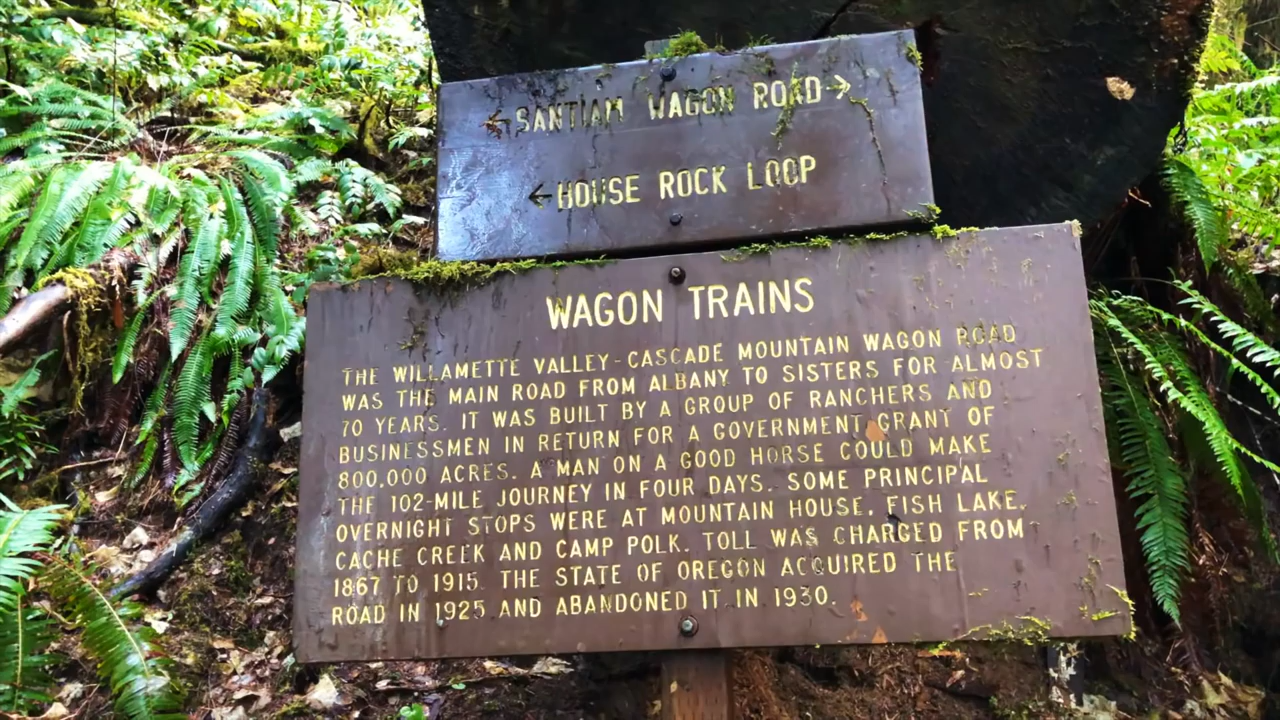 ←SANTIAM WAGON ROAD→
←HOUSE ROCK LOOP
WAGON TRAINS
THE WILLAMETTE VALLEY-CASCADE MOUNTAIN WAGON ROAD
WAS THE MAIN ROAD FROM ALBANY TO SISTERS FOR ALMOST
70 YEARS. IT WAS BUILT BY A GROUP OF RANCHERS AND
BUSINESSMEN IN RETURN FOR A GOVERNMENT GRANT OF
800,000 ACRES. A MAN ON A GOOD HORSE COULD MAKE
THE 102-MILE JOURNEY IN FOUR DAYS. SOME PRINCIPAL
OVERNIGHT STOPS WERE AT MOUNTAIN HOUSE, FISH LAKE,
CACHE CREEK AND CAMP POLK. TOLL WAS CHARGED FROM
1867 TO 1915. THE STATE OF OREGON ACQUIRED THE
ROAD IN 1925 AND ABANDONED IT IN 1930.